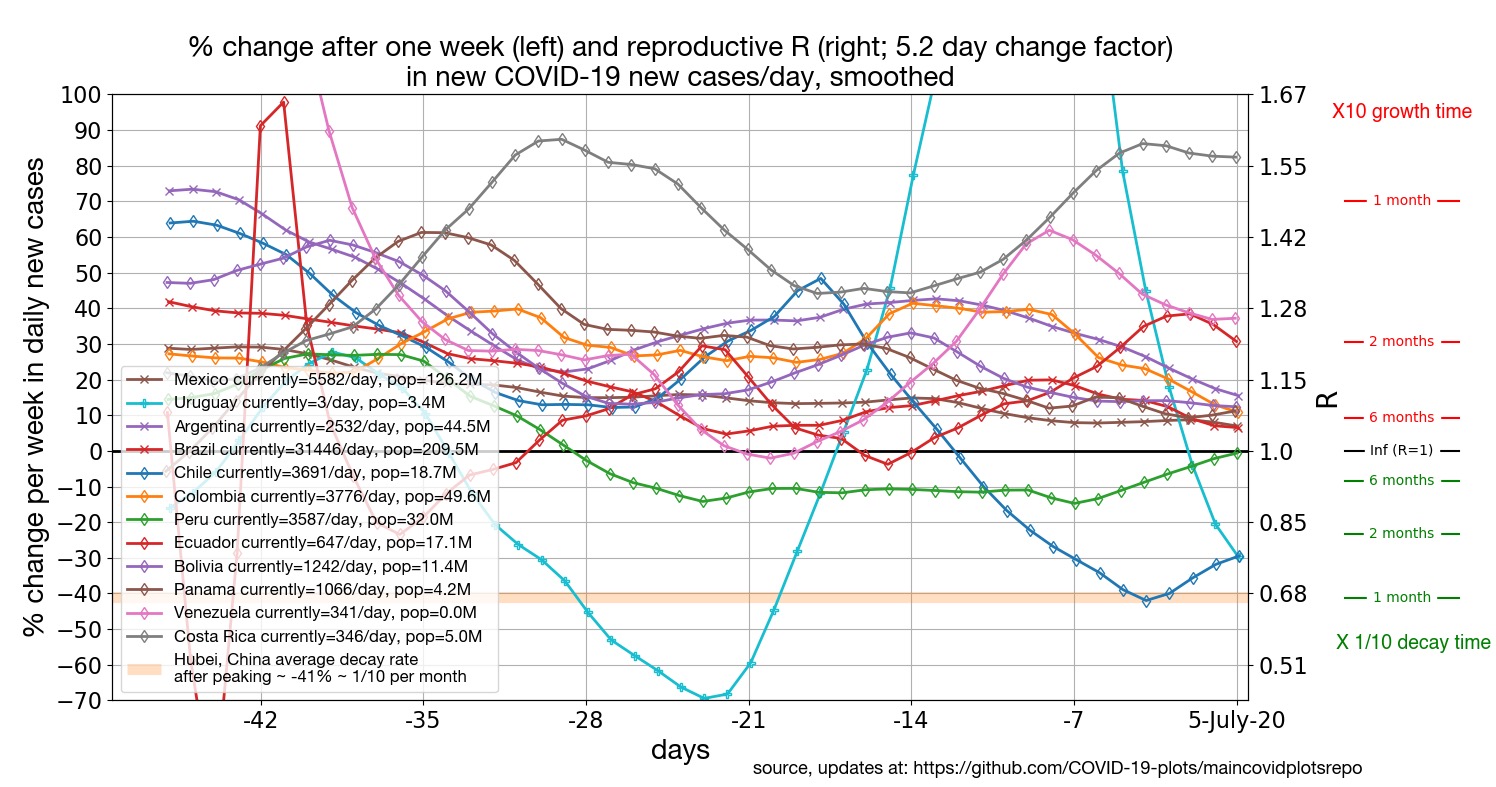 % change after one week (left) and reproductive R (right; 5.2 day change factor)
in new COVID-19 new cases/day, smoothed
% change per week in daily new cases
100
90
80
70
60
50
40
30
20
10
0
−10
−20
−30
−40
−50
−60
−70
Mexico currently=5582/day, pop=126.2M
Uruguay currently=3/day, pop=3.4M
Argentina currently=2532/day, pop=44.5M
Brazil currently=31446/day, pop=209.5M
Chile currently=3691/day, pop=18.7M
Colombia currently=3776/day, pop=49.6M
Peru currently=3587/day, pop=32.0M
Ecuador currently=647/day, pop=17.1M
Bolivia currently=1242/day, pop=11.4M
Panama currently=1066/day, pop=4.2M
Venezuela currently=341/day, pop=0.0M
Costa Rica currently=346/day, pop=5.0M
Hubei, China average decay rate
after peaking ~ -41% ~ 1/10 per month
-42
-35
-28
-21
-14
-7
5-July-20
days
1.67
1.55
1.42
1.28
1.15
1.0
0.85
0.68
0.51
R
X10 growth time
1 month
2 months
6 months
Inf (R=1)
6 months
2 months
1 month
X 1/10 decay time
source, updates at: https://github.com/COVID-19-plots/maincovidplotsrepo